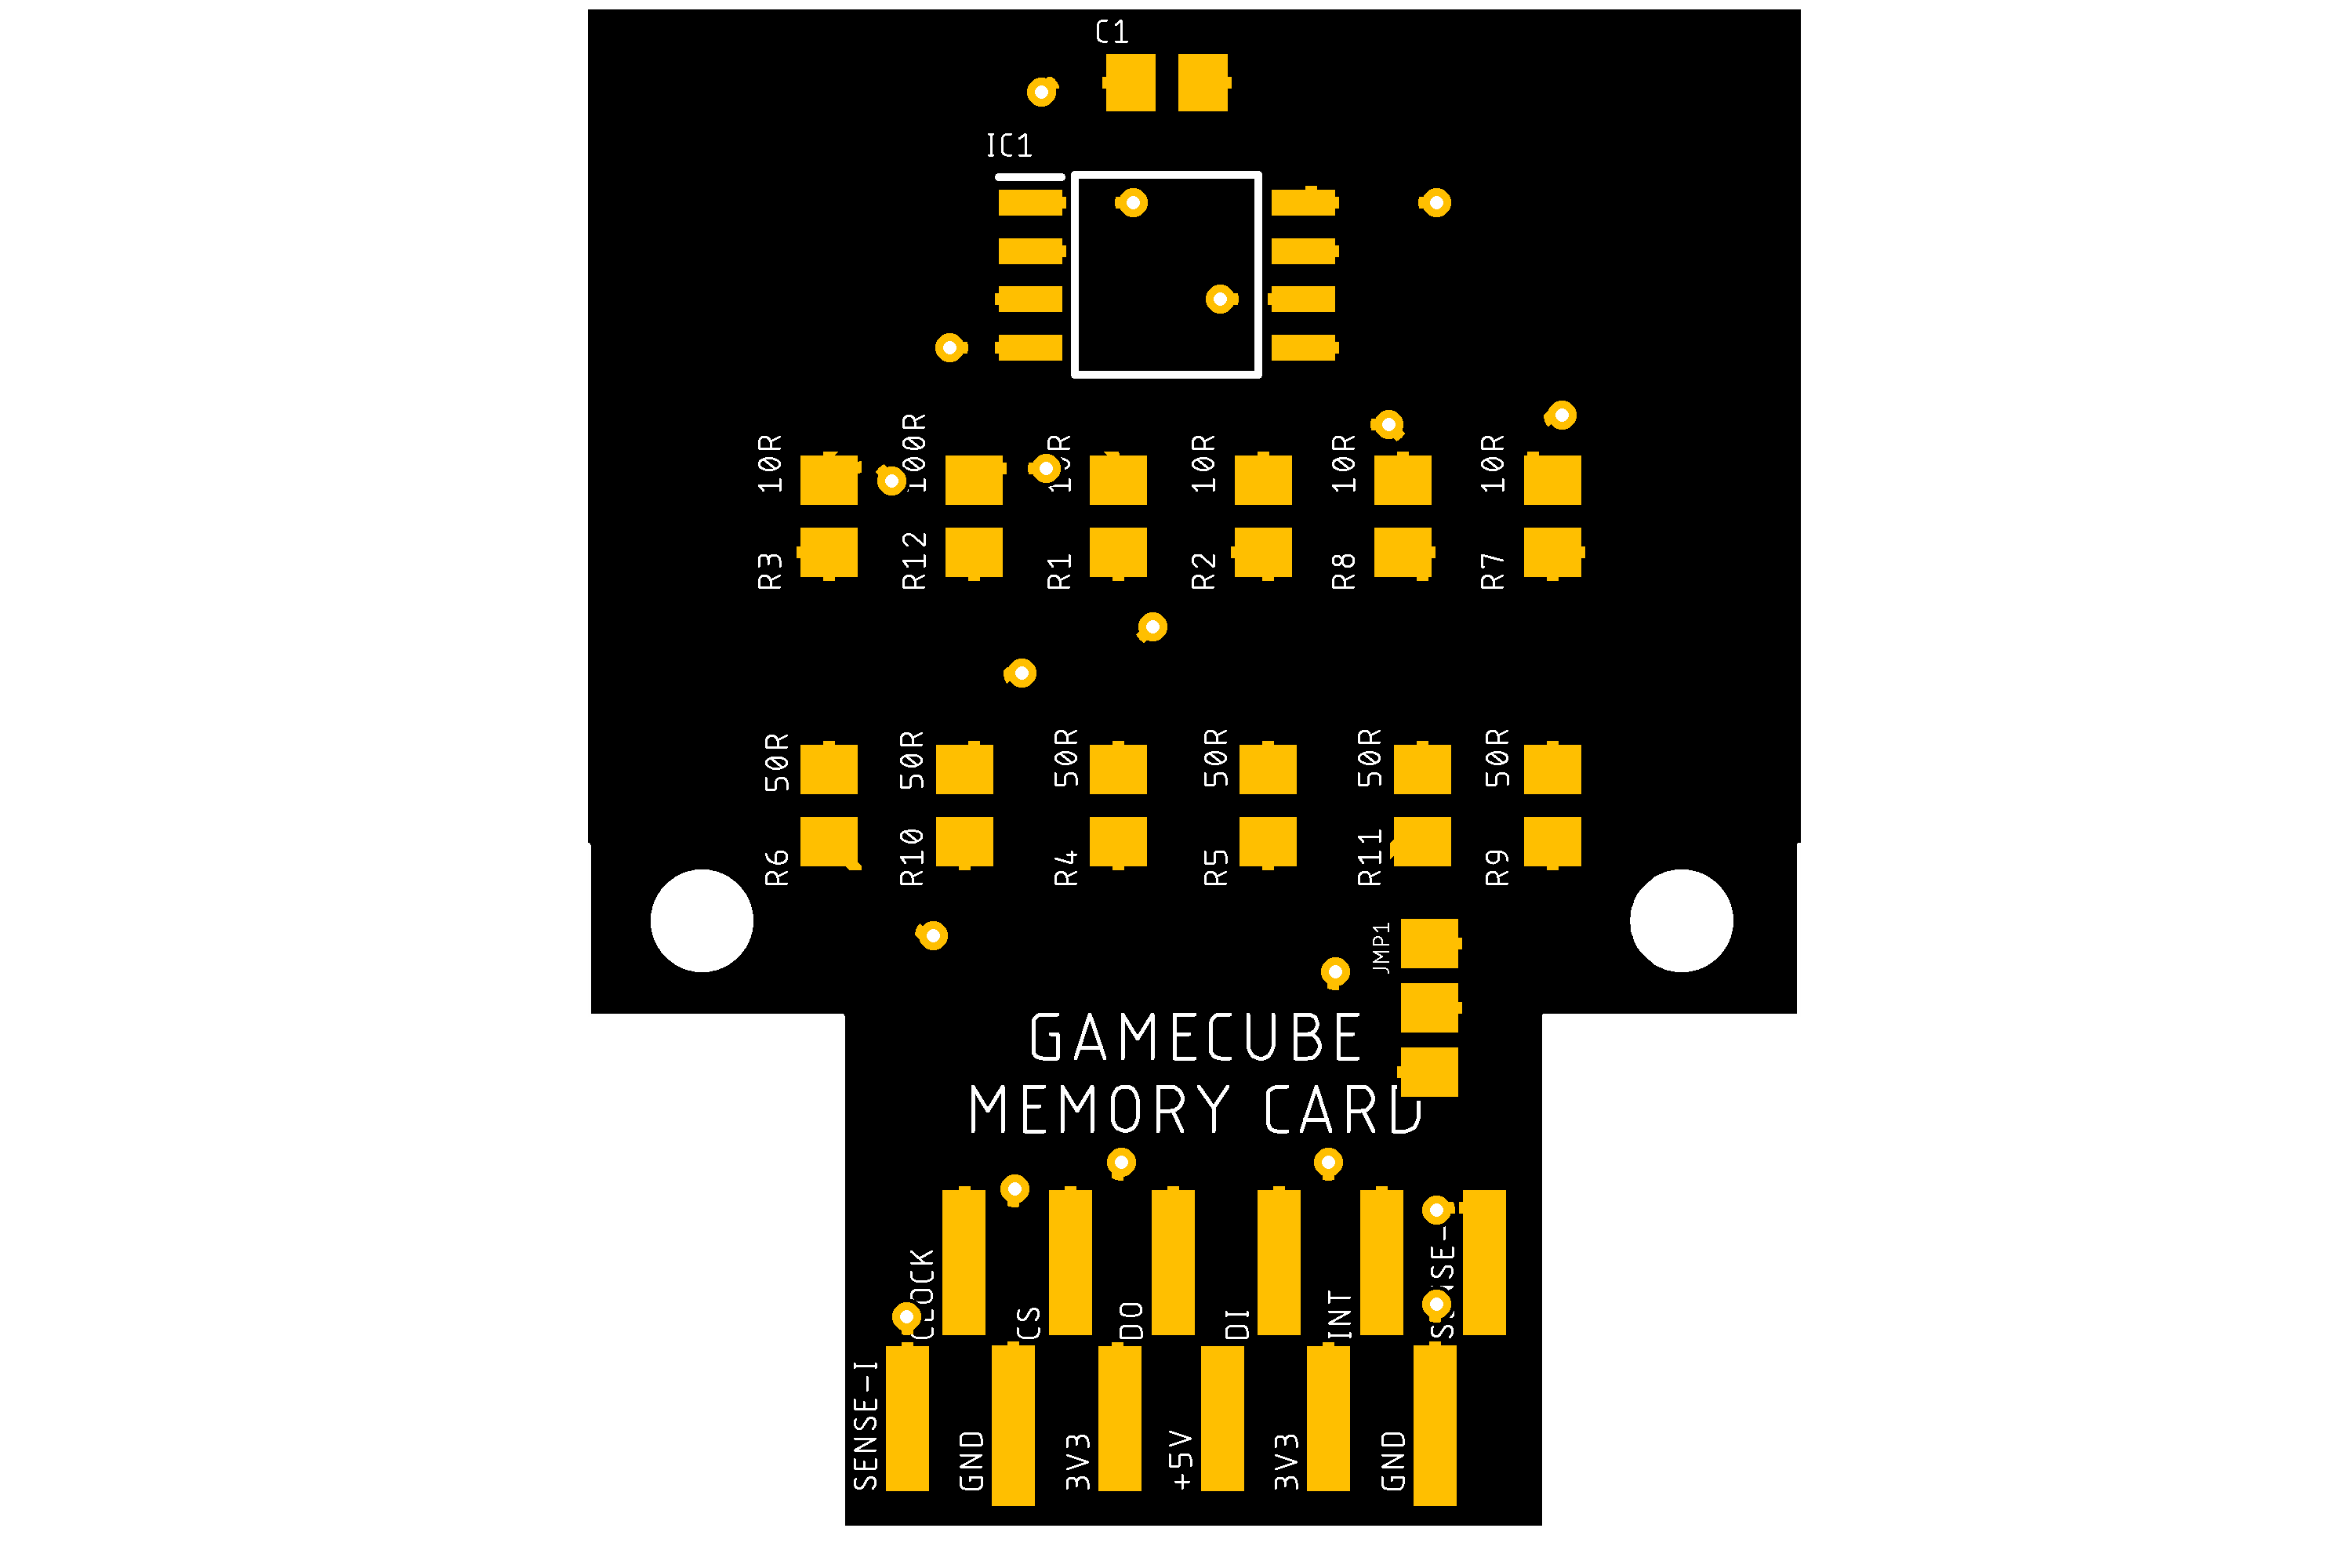 C1
IC1
10R
100R
10R
10R
10R
10R
R3
R12
R1
R2
R8
R7
50R
50R
50R
50R
50R
50R
R6
R10
R4
R5
R11
R9
JMP1
GAMECUBE
MEMORY CARD
CLOCK
CS
DO
DI
INT
SENSE-I
GND
3V3
+5V
3V3
GND